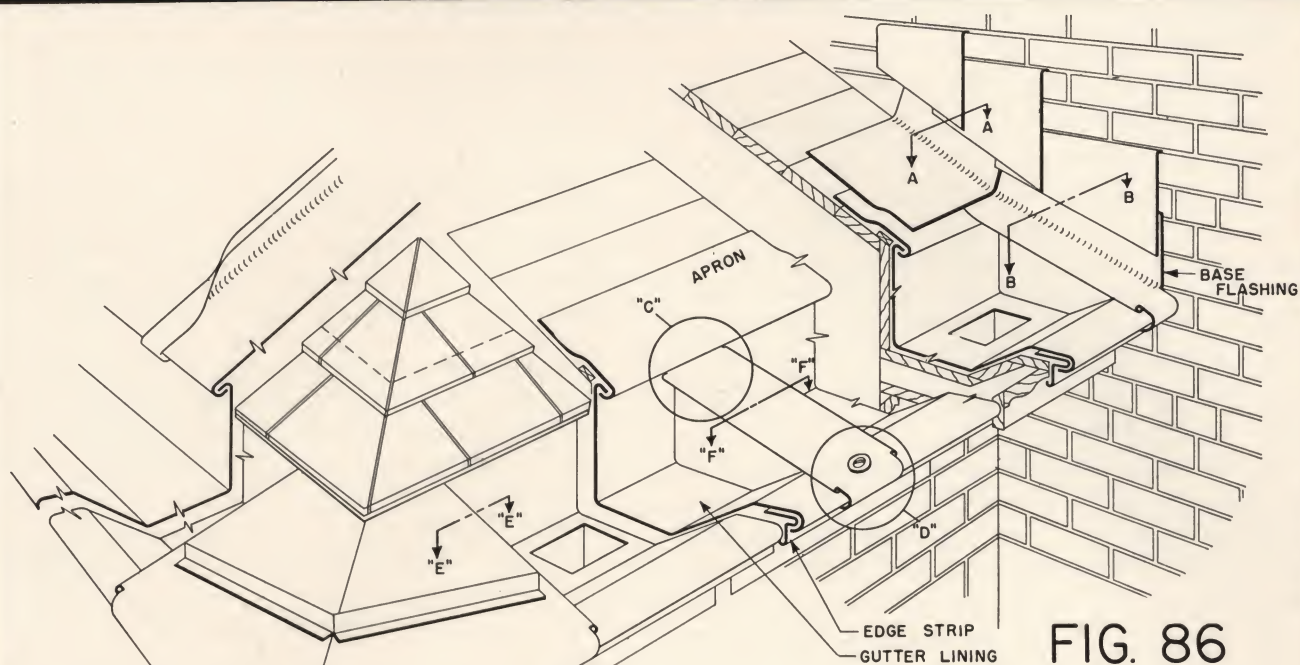 A
A
B
B
BASE
FLASHING
APRON
"C"
"F"
"F"
"E"
"E"
"D"
EDGE STRIP
GUTTER LINING
FIG. 86